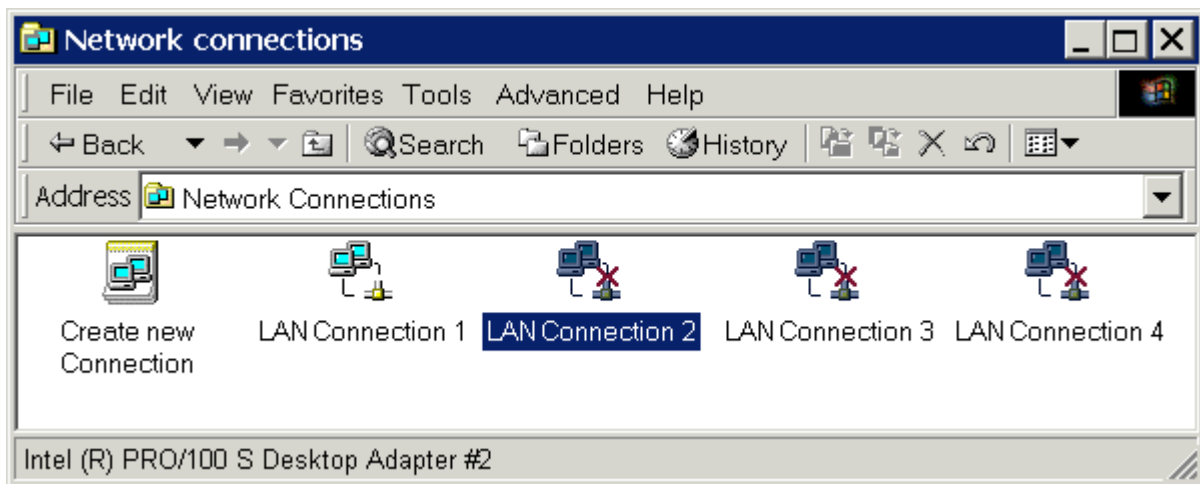 Network connections
File Edit View Favorites Tools Advanced Help
Back Search Folders History
Address Network Connections
Create new Connection
LAN Connection 1
LAN Connection 2
LAN Connection 3
LAN Connection 4
Intel (R) PRO/100 S Desktop Adapter #2